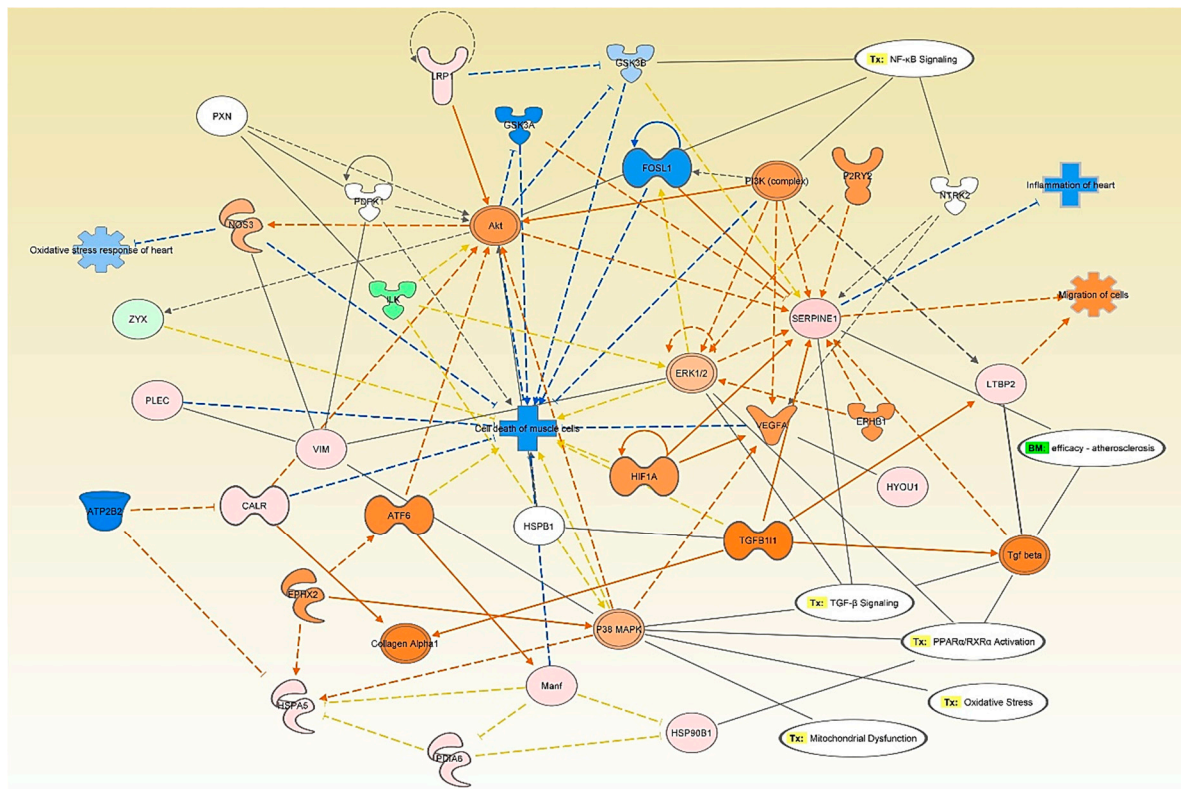 LRP1
GSK3B
Tx: NF-κB Signaling
PXN
GSK3A
FOSL1
PI3K (complex)
P2RY2
NTRK2
Inflammation of heart
PDPK1
NOS3
Akt
Oxidative stress response of heart
ILK
Migration of cells
ZYX
SERPINE1
ERK1/2
LTBP2
PLEC
VEGFA
ERHB1
Cell death of muscle cells
VIM
BM: efficacy - atherosclerosis
HIF1A
HYOU1
ATP2B2
CALR
ATF6
HSPB1
TGFB1I1
Tgf beta
EPHX2
Tx: TGF-β Signaling
P38 MAPK
Collagen Alpha1
Tx: PPARα/RXRα Activation
Manf
HSPA5
Tx: Oxidative Stress
HSP90B1
Tx: Mitochondrial Dysfunction
PDIA6